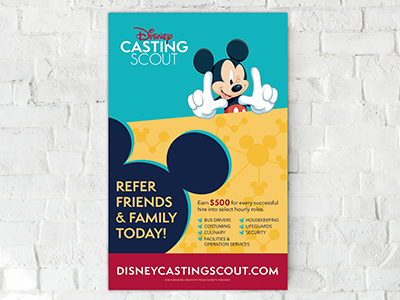 Disney
CASTING
SCOUT
REFER
FRIENDS
& FAMILY
TODAY!
Earn $500 for every successful
hire into select hourly roles.
BUS DRIVERS
COSTUMING
CULINARY
FACILITIES &
OPERATION SERVICES
HOUSEKEEPING
LIFEGUARDS
SECURITY
DISNEYCASTINGSCOUT.COM